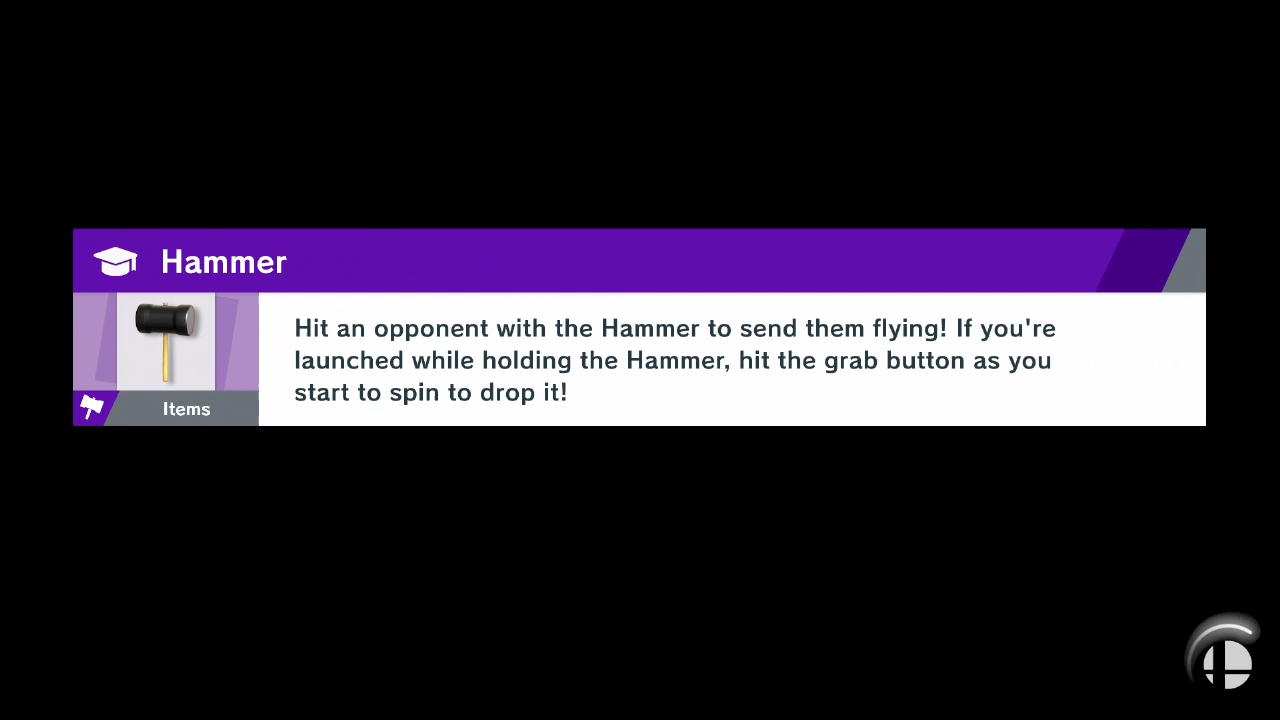 Hammer
Hit an opponent with the Hammer to send them flying! If you're
launched while holding the Hammer, hit the grab button as you
start to spin to drop it!
Items